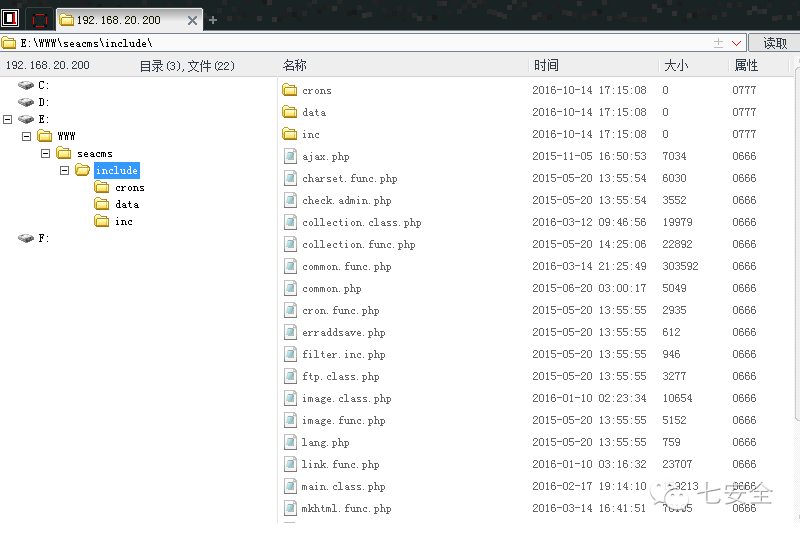 192.168.20.200
E:\WWW\seacms\include\ 读取
192.168.20.200 目录(3),文件(22) 名称 时间 大小 属性
C:
D:
E:
WWW
seacms
include
crons
data
inc
F:
crons 2016-10-14 17:15:08 0 0777
data 2016-10-14 17:15:08 0 0777
inc 2016-10-14 17:15:08 0 0777
ajax.php 2015-11-05 16:50:53 7034 0666
charset.func.php 2015-05-20 13:55:54 6030 0666
check.admin.php 2015-05-20 13:55:54 3552 0666
collection.class.php 2016-03-12 09:46:56 19979 0666
collection.func.php 2015-05-20 14:25:06 22892 0666
common.func.php 2016-03-14 21:25:49 303592 0666
common.php 2015-06-20 03:00:17 5049 0666
cron.func.php 2015-05-20 13:55:55 2935 0666
erraddsave.php 2015-05-20 13:55:55 612 0666
filter.inc.php 2015-05-20 13:55:55 946 0666
ftp.class.php 2015-05-20 13:55:55 3277 0666
image.class.php 2016-01-10 02:23:34 10654 0666
image.func.php 2015-05-20 13:55:55 5152 0666
lang.php 2015-05-20 13:55:55 759 0666
link.func.php 2016-01-10 03:16:32 23707 0666
main.class.php 2016-02-17 19:14:10 0666
mkhtml.func.php 2016-03-14 16:41:51 0666
七安全